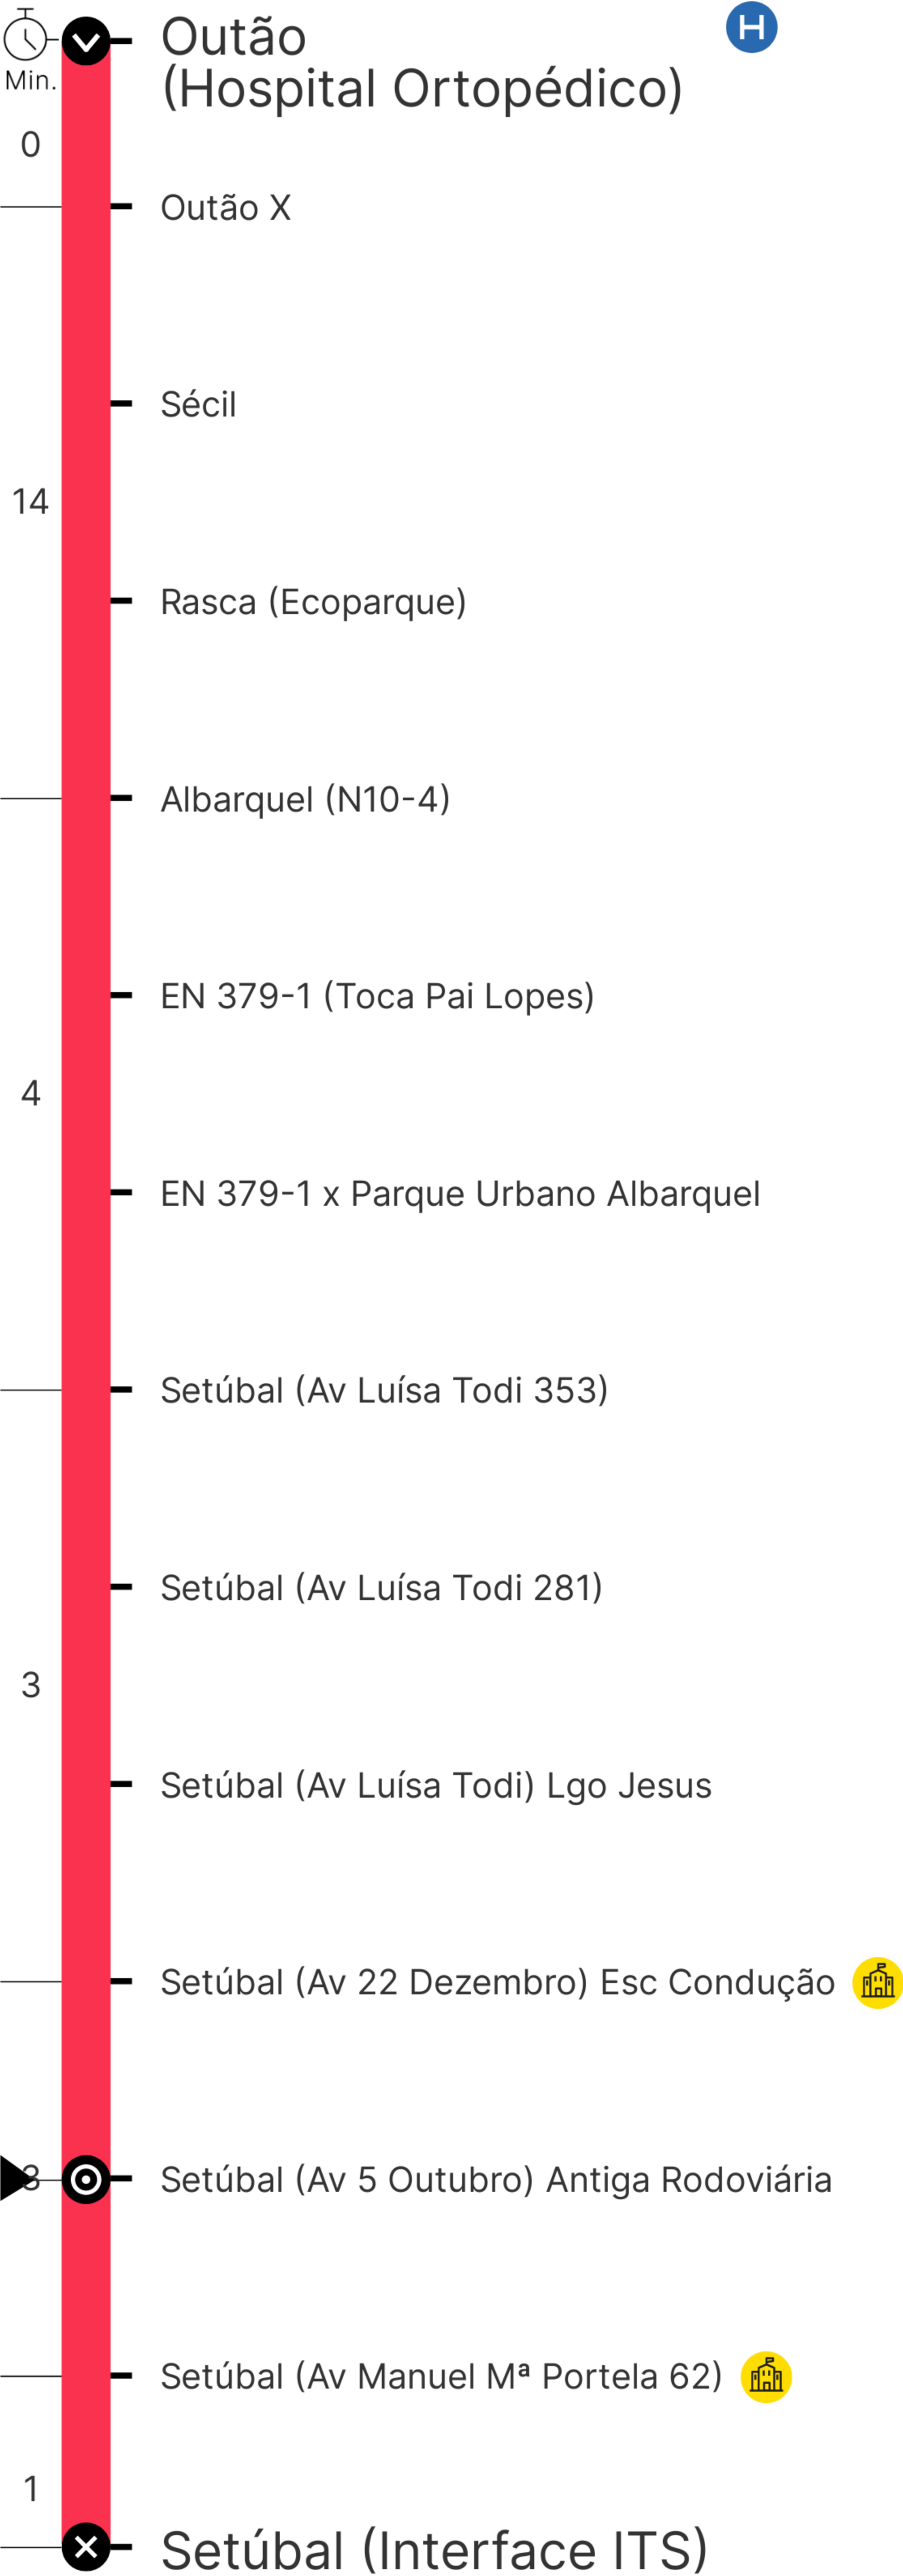 Outão
(Hospital Ortopédico)
H
Min.
0
Outão X
Sécil
14
Rasca (Ecoparque)
Albarquel (N10-4)
EN 379-1 (Toca Pai Lopes)
4
EN 379-1 x Parque Urbano Albarquel
Setúbal (Av Luísa Todi 353)
Setúbal (Av Luísa Todi 281)
3
Setúbal (Av Luísa Todi) Lgo Jesus
Setúbal (Av 22 Dezembro) Esc Condução
Setúbal (Av 5 Outubro) Antiga Rodoviária
Setúbal (Av Manuel Mª Portela 62)
1
Setúbal (Interface ITS)